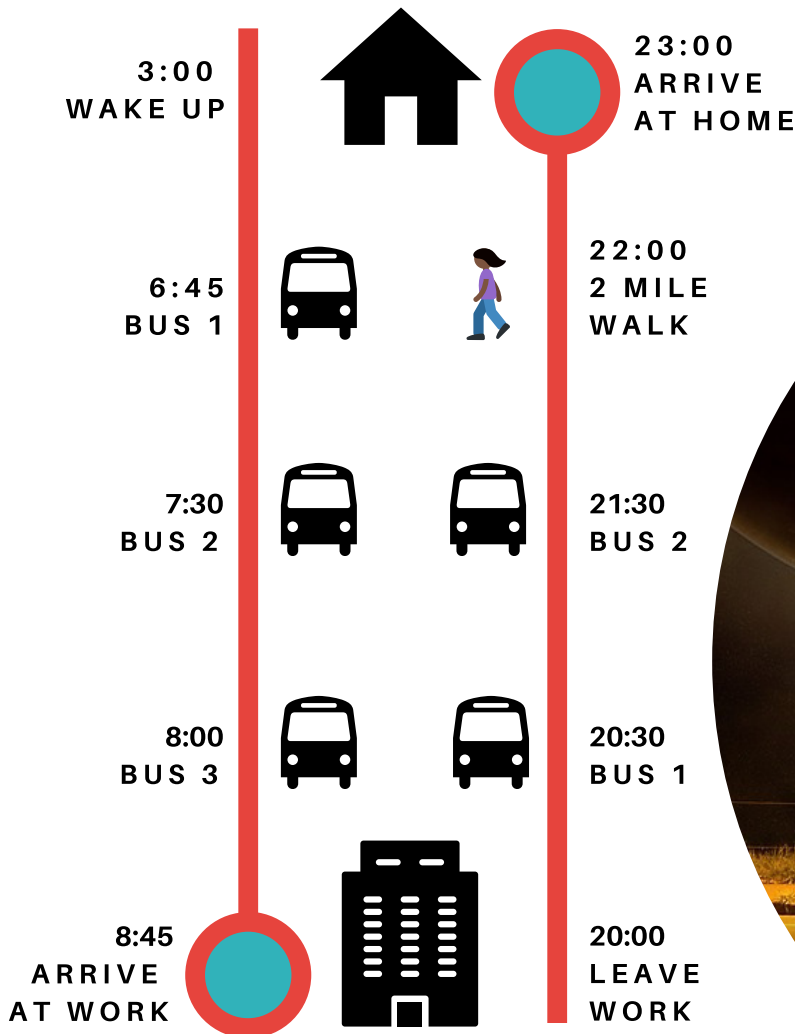 3:00
WAKE UP
6:45
BUS 1
7:30
BUS 2
8:00
BUS 3
8:45
ARRIVE
AT WORK
23:00
ARRIVE
AT HOME
22:00
2 MILE
WALK
21:30
BUS 2
20:30
BUS 1
20:00
LEAVE
WORK